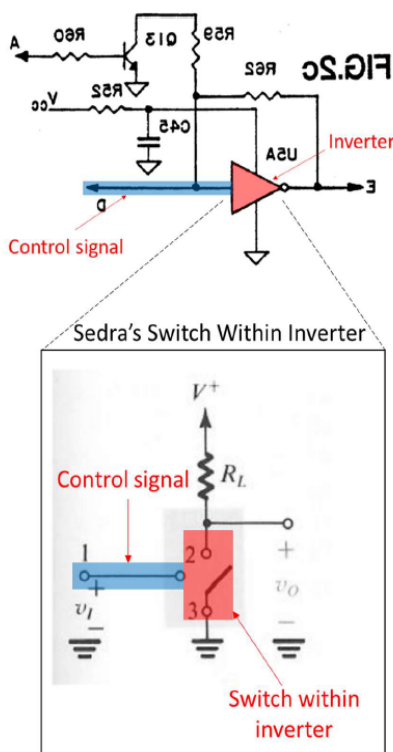 A
R60
Q13
R59
R62
FIG.2c
Vcc
R52
C45
U5A
Inverter
D
E
Control signal
Sedra's Switch Within Inverter
V+
Control signal
RL
1
2
+
+
vI
vO
−
3
−
Switch within
inverter